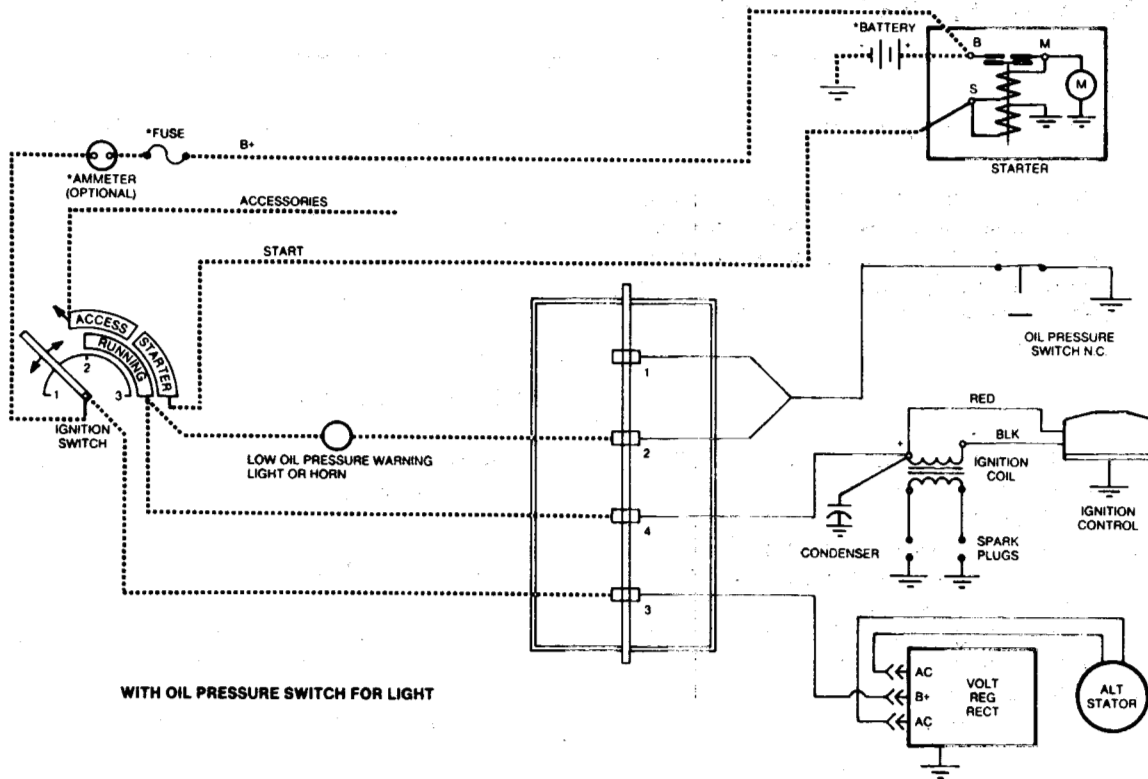 *BATTERY
-
+
B
M
M
S
STARTER
*FUSE
B+
*AMMETER
(OPTIONAL)
ACCESSORIES
START
ACCESS
STARTER
RUNNING
1
2
3
IGNITION
SWITCH
LOW OIL PRESSURE WARNING
LIGHT OR HORN
1
2
4
3
OIL PRESSURE
SWITCH N.C.
RED
+
-
BLK
IGNITION
COIL
IGNITION
CONTROL
CONDENSER
SPARK
PLUGS
AC
B+
AC
VOLT
REG
RECT
ALT
STATOR
WITH OIL PRESSURE SWITCH FOR LIGHT